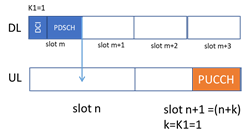 K1=1
DL
DCI
PDSCH
slot m
slot m+1
slot m+2
slot m+3
UL
PUCCH
slot n
slot n+1 =(n+k)
k=K1=1